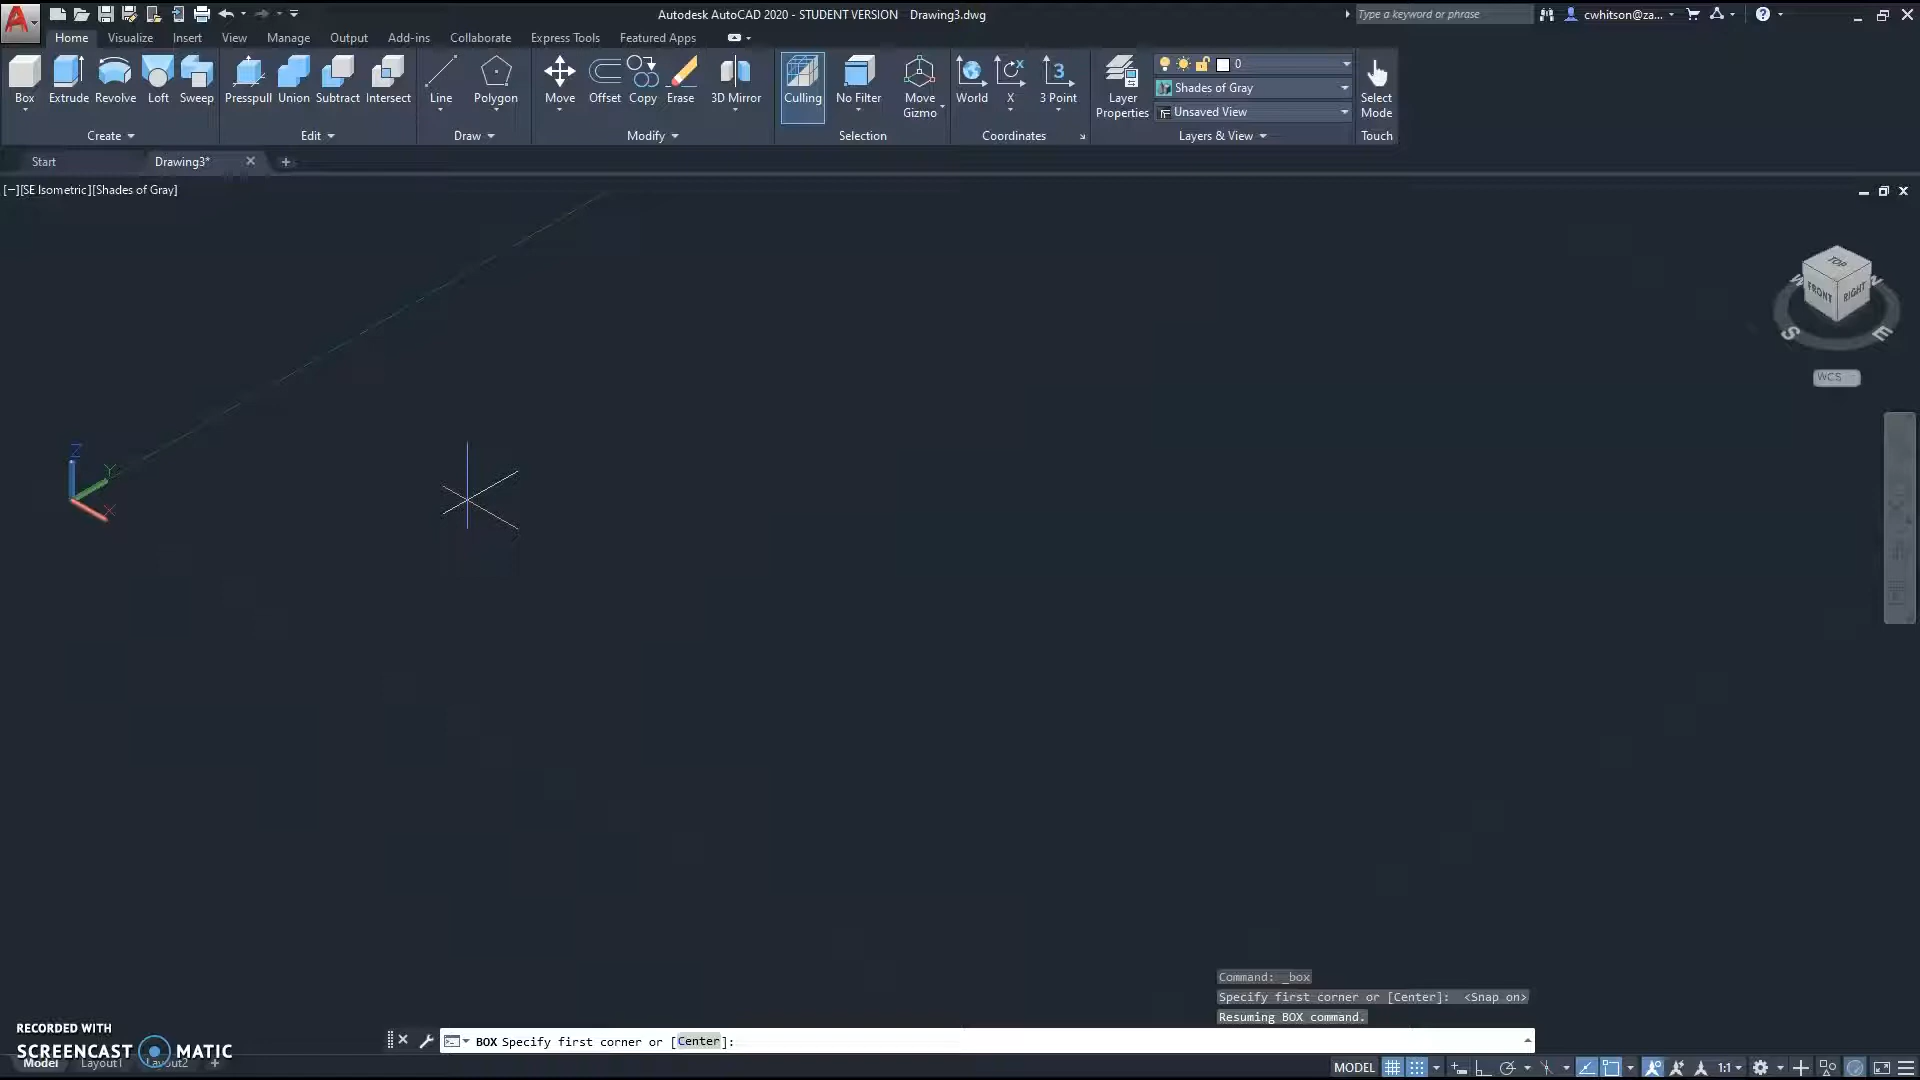 Autodesk AutoCAD 2020 - STUDENT VERSION Drawing3.dwg
Type a keyword or phrase
cwhitson@za...
Home Visualize Insert View Manage Output Add-ins Collaborate Express Tools Featured Apps
0
Shades of Gray
Unsaved View
Box Extrude Revolve Loft Sweep Presspull Union Subtract Intersect Line Polygon Move Offset Copy Erase 3D Mirror Culling No Filter Move Gizmo World X 3 Point Layer Properties Select Mode
Create Edit Draw Modify Selection Coordinates Layers & View Touch
Start Drawing3*
[−][SE Isometric][Shades of Gray]
TOP
FRONT RIGHT
W N
S E
WCS
Z
Y
X
Command: _box
Specify first corner or [Center]: <Snap on>
Resuming BOX command.
BOX Specify first corner or [Center]:
RECORDED WITH
SCREENCAST MATIC
Model Layout1 Layout2
MODEL 1:1